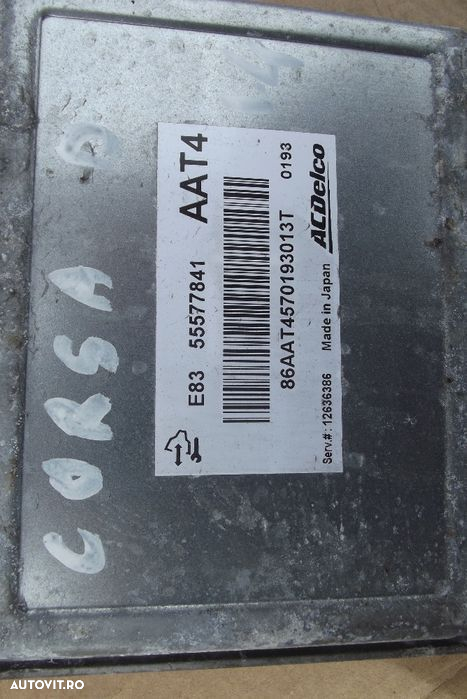 CORSA D 1.4
E83 55577841 AAT4
86AAT4570193013T 0193
Serv.#: 12636386 Made in Japan ACDelco
AUTOVIT.RO